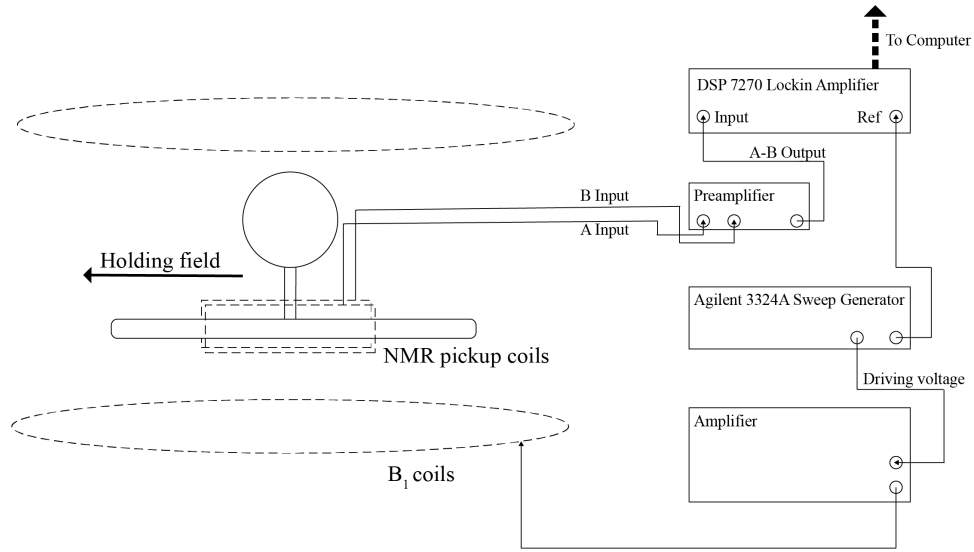 To Computer
DSP 7270 Lockin Amplifier
Input
Ref
A-B Output
B Input
Preamplifier
A Input
Holding field
Agilent 3324A Sweep Generator
NMR pickup coils
Driving voltage
Amplifier
B1 coils